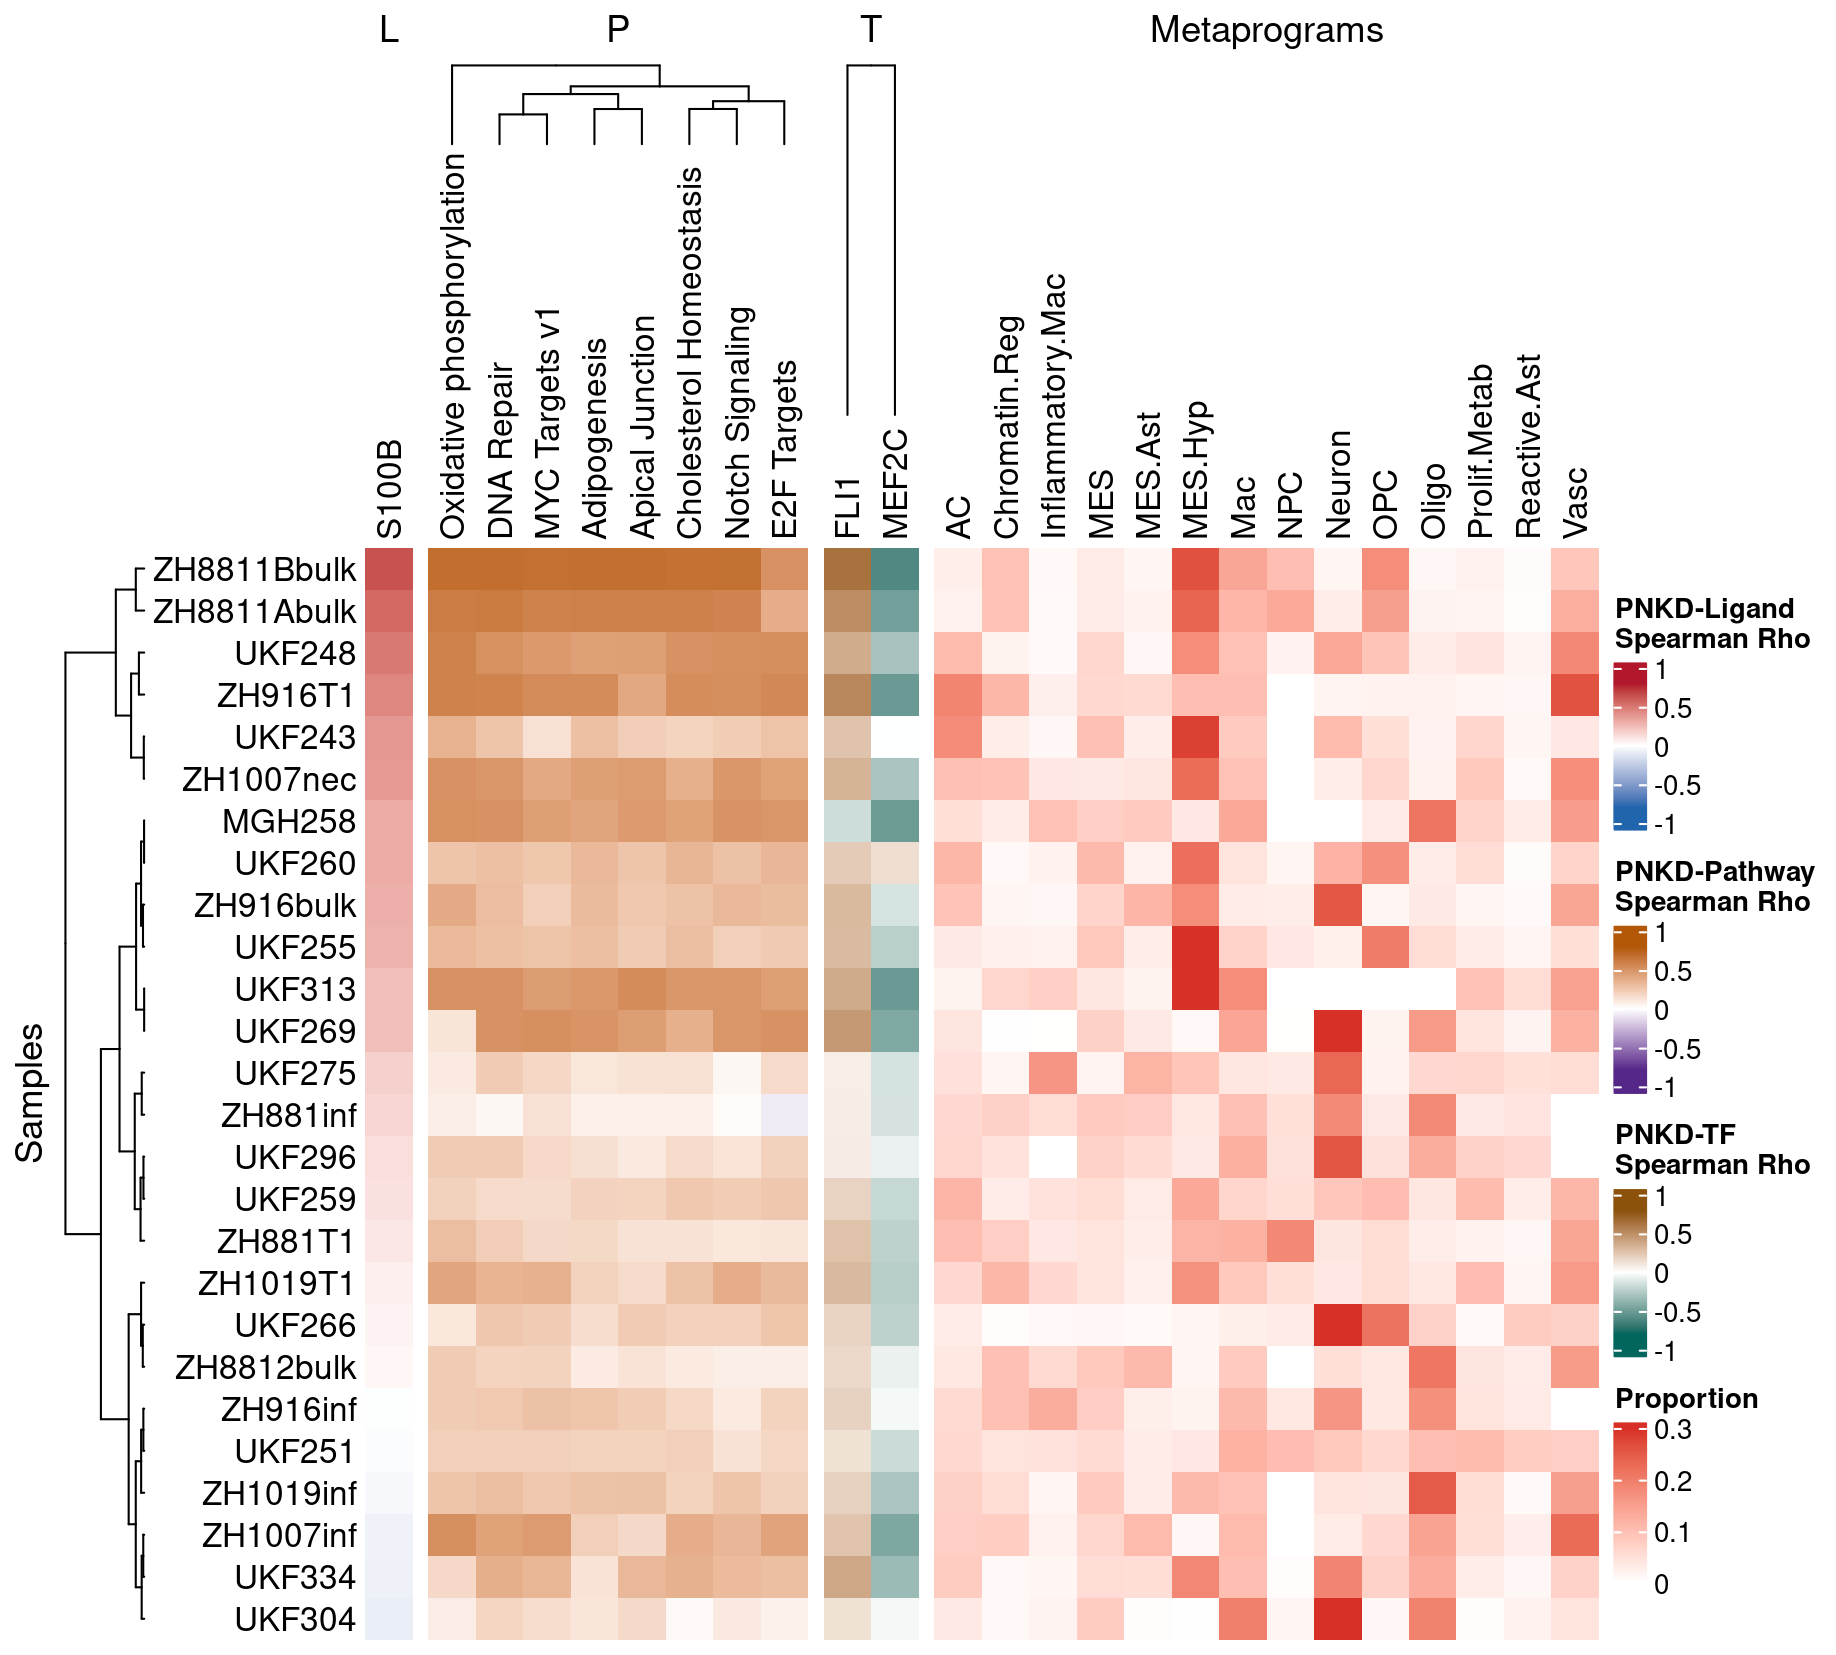 L
P
T
Metaprograms
S100B
Oxidative phosphorylation
DNA Repair
MYC Targets v1
Adipogenesis
Apical Junction
Cholesterol Homeostasis
Notch Signaling
E2F Targets
FLI1
MEF2C
AC
Chromatin.Reg
Inflammatory.Mac
MES
MES.Ast
MES.Hyp
Mac
NPC
Neuron
OPC
Oligo
Prolif.Metab
Reactive.Ast
Vasc
Samples
ZH8811Bbulk
ZH8811Abulk
UKF248
ZH916T1
UKF243
ZH1007nec
MGH258
UKF260
ZH916bulk
UKF255
UKF313
UKF269
UKF275
ZH881inf
UKF296
UKF259
ZH881T1
ZH1019T1
UKF266
ZH8812bulk
ZH916inf
UKF251
ZH1019inf
ZH1007inf
UKF334
UKF304
PNKD-Ligand
Spearman Rho
1
0.5
0
-0.5
-1
PNKD-Pathway
Spearman Rho
1
0.5
0
-0.5
-1
PNKD-TF
Spearman Rho
1
0.5
0
-0.5
-1
Proportion
0.3
0.2
0.1
0